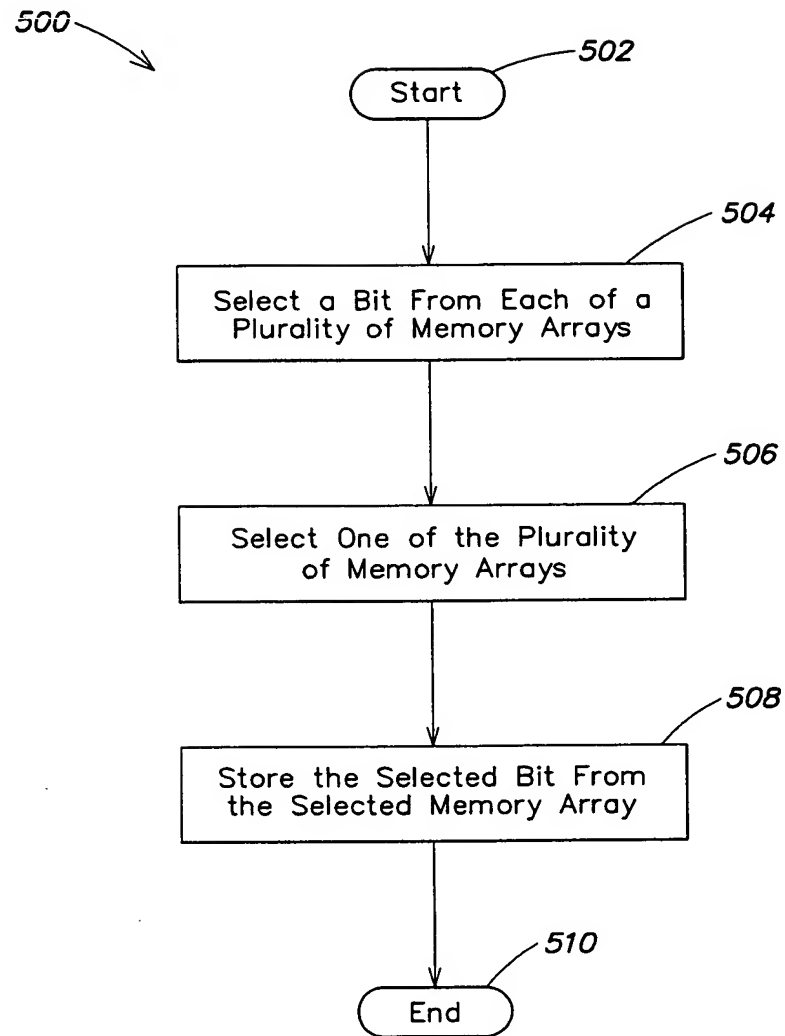 500
502
Start
504
Select a Bit From Each of a
Plurality of Memory Arrays
506
Select One of the Plurality
of Memory Arrays
508
Store the Selected Bit From
the Selected Memory Array
510
End